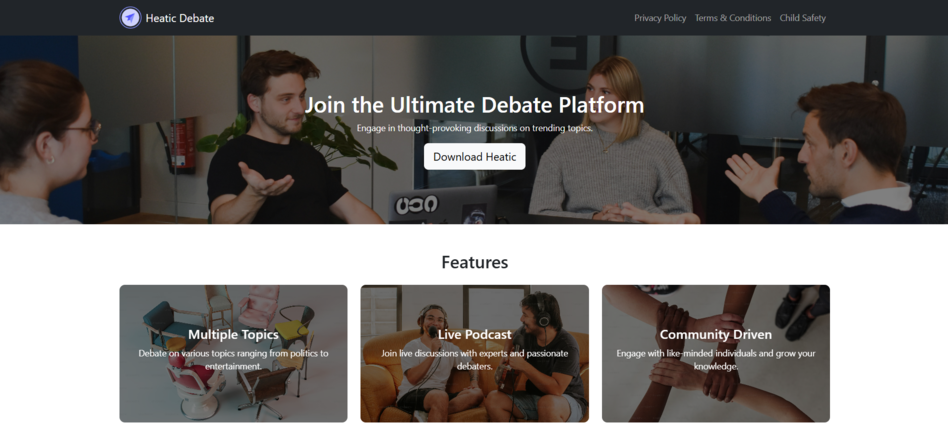 Heatic Debate
Privacy Policy
Terms & Conditions
Child Safety
Join the Ultimate Debate Platform
Engage in thought-provoking discussions on trending topics.
Download Heatic
Features
Multiple Topics
Debate on various topics ranging from politics to
entertainment.
Live Podcast
Join live discussions with experts and passionate
debaters.
Community Driven
Engage with like-minded individuals and grow your
knowledge.